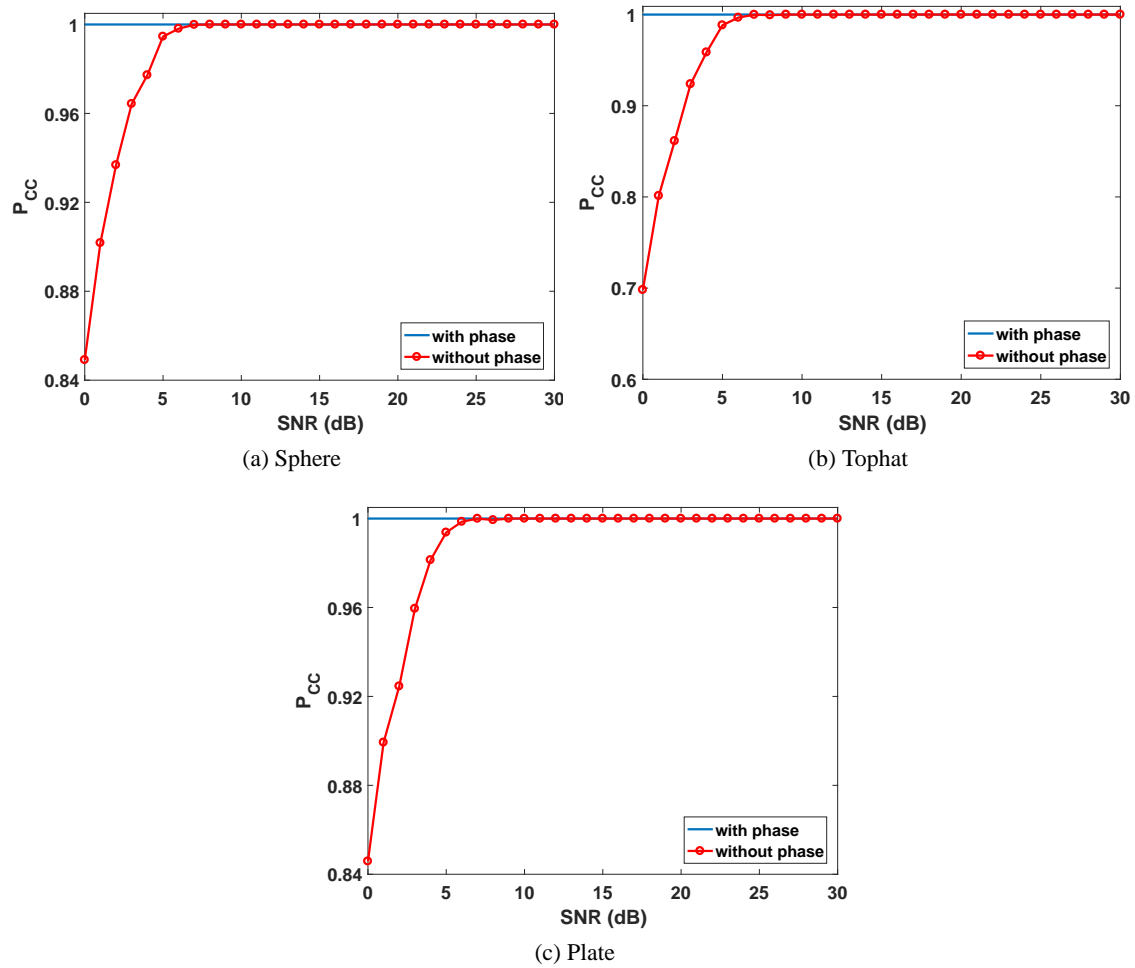 1
0.96
0.92
0.88
0.84
P_CC
0 5 10 15 20 25 30
SNR (dB)
with phase
without phase
(a) Sphere
1
0.9
0.8
0.7
0.6
P_CC
0 5 10 15 20 25 30
SNR (dB)
with phase
without phase
(b) Tophat
1
0.96
0.92
0.88
0.84
P_CC
0 5 10 15 20 25 30
SNR (dB)
with phase
without phase
(c) Plate